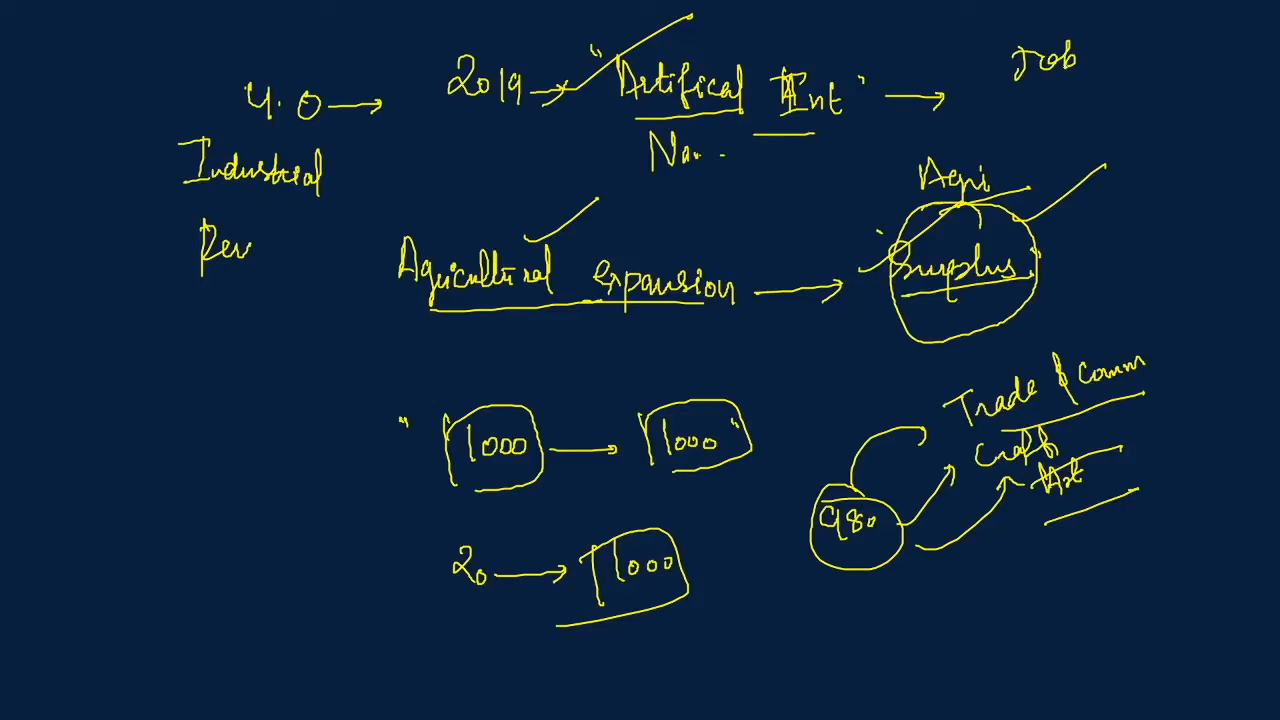 4.0 → 2019 → "Artifical Int" → Job
Industrial
Rev
Agricultural expansion → Agri "Surplus"
"1000 → 1000"
20 → 1000
980
Trade & Comm
Craft
Art